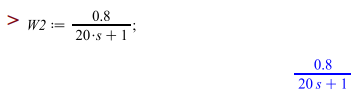 > W2 := 0.8 / (20·s + 1);
0.8 / (20 s + 1)